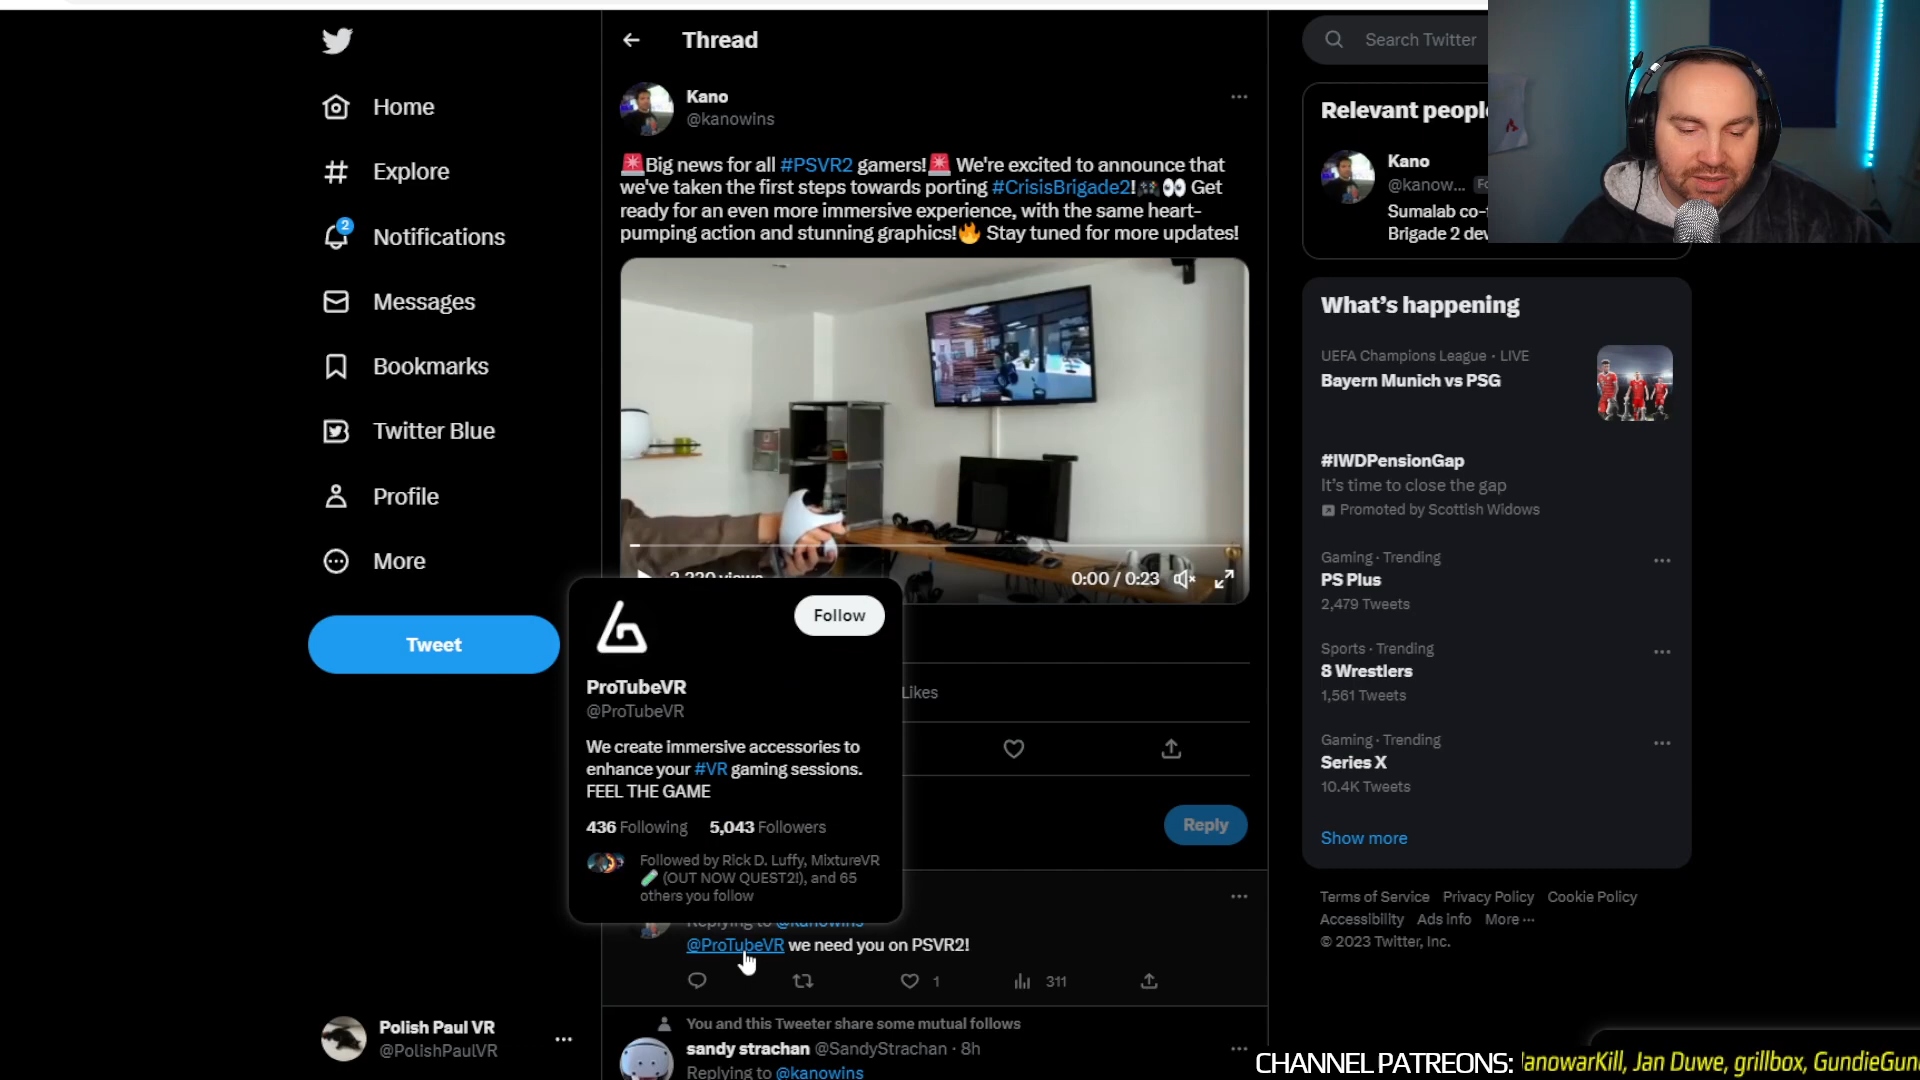 Home
Explore
2
Notifications
Messages
Bookmarks
Twitter Blue
Profile
More
Tweet
Polish Paul VR
@PolishPaulVR
Thread
Kano
@kanowins
Big news for all #PSVR2 gamers! We're excited to announce that
we've taken the first steps towards porting #CrisisBrigade2! Get
ready for an even more immersive experience, with the same heart-
pumping action and stunning graphics! Stay tuned for more updates!
0:00 / 0:23
Follow
ProTubeVR
@ProTubeVR
We create immersive accessories to
enhance your #VR gaming sessions.
FEEL THE GAME
436 Following 5,043 Followers
Followed by Rick D. Luffy, MixtureVR
(OUT NOW QUEST2!), and 65
others you follow
Likes
Reply
Replying to @kanowins
@ProTubeVR we need you on PSVR2!
1
311
You and this Tweeter share some mutual follows
sandy strachan @SandyStrachan · 8h
Replying to @kanowins
Search Twitter
Relevant people
Kano
@kanow...
Sumalab co-
Brigade 2 dev
What's happening
UEFA Champions League · LIVE
Bayern Munich vs PSG
#IWDPensionGap
It's time to close the gap
Promoted by Scottish Widows
Gaming · Trending
PS Plus
2,479 Tweets
Sports · Trending
8 Wrestlers
1,561 Tweets
Gaming · Trending
Series X
10.4K Tweets
Show more
Terms of Service Privacy Policy Cookie Policy
Accessibility Ads info More ···
© 2023 Twitter, Inc.
CHANNEL PATREONS: anowarKill, Jan Duwe, grillbox, GundieGun